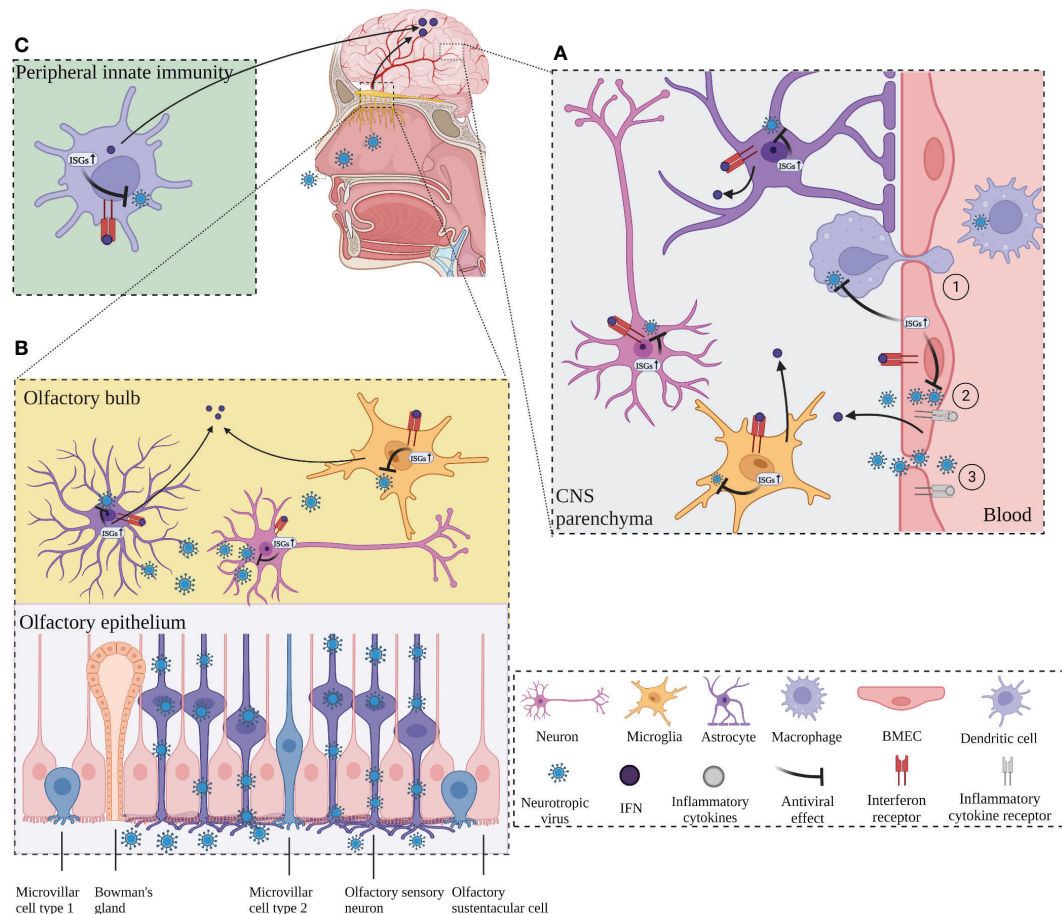 C
Peripheral innate immunity
ISGs↑
A
ISGs↑
1
ISGs↑
ISGs↑
2
ISGs↑
3
CNS
parenchyma
Blood
B
Olfactory bulb
ISGs↑
ISGs↑
ISGs↑
Olfactory epithelium
Microvillar
cell type 1
Bowman's
gland
Microvillar
cell type 2
Olfactory sensory
neuron
Olfactory
sustentacular cell
Neuron
Microglia
Astrocyte
Macrophage
BMEC
Dendritic cell
Neurotropic
virus
IFN
Inflammatory
cytokines
Antiviral
effect
Interferon
receptor
Inflammatory
cytokine receptor